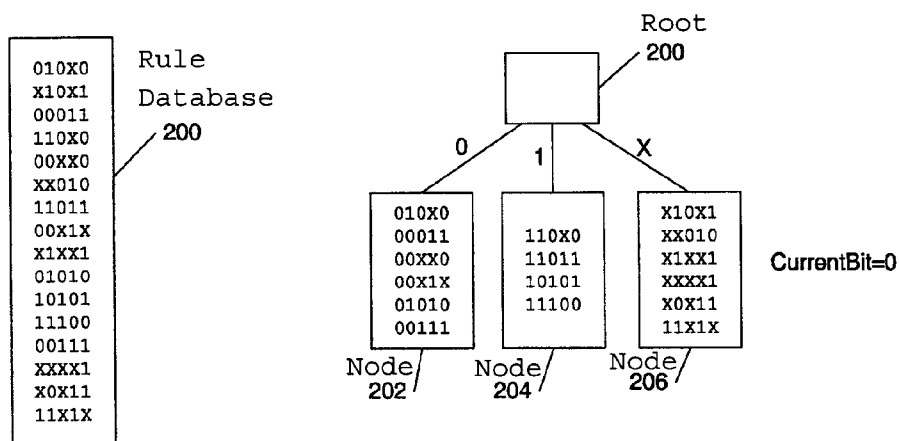 010X0
X10X1
00011
110X0
00XX0
XX010
11011
00X1X
X1XX1
01010
10101
11100
00111
XXXX1
X0X11
11X1X
Rule
Database
200
Root
200
0
1
X
010X0
00011
00XX0
00X1X
01010
00111
110X0
11011
10101
11100
X10X1
XX010
X1XX1
XXXX1
X0X11
11X1X
CurrentBit=0
Node
202
Node
204
Node
206